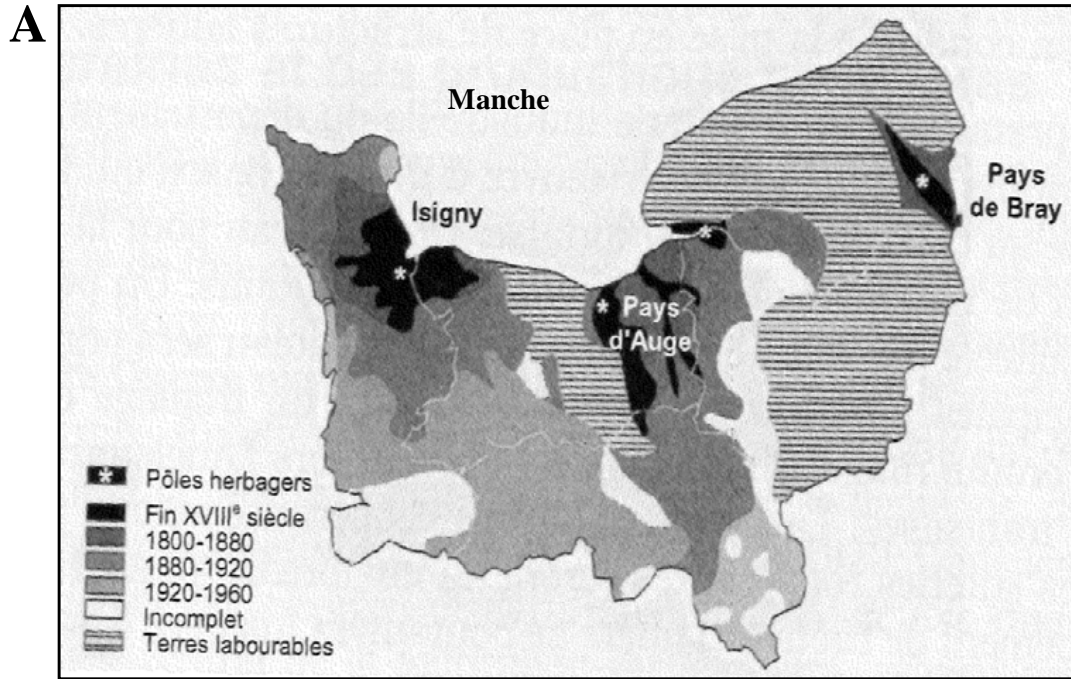 A
Manche
Isigny
Pays
de Bray
Pays
d'Auge
Pôles herbagers
Fin XVIIIᵉ siècle
1800-1880
1880-1920
1920-1960
Incomplet
Terres labourables